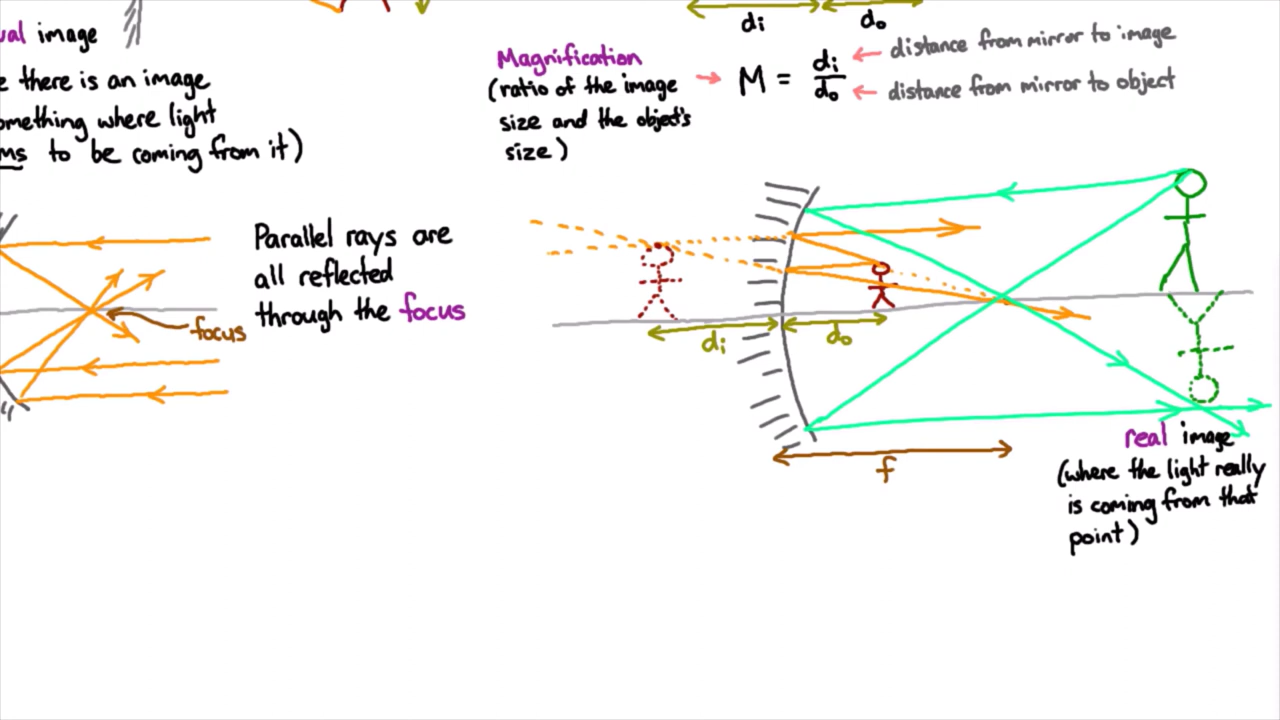 di
do
ual image
e there is an image
omething where light
ms to be coming from it)
Magnification
(ratio of the image
size and the object's
size)
M = di/do
distance from mirror to image
distance from mirror to object
Parallel rays are
all reflected
through the focus
focus
di
do
f
real image
(where the light really
is coming from that
point)